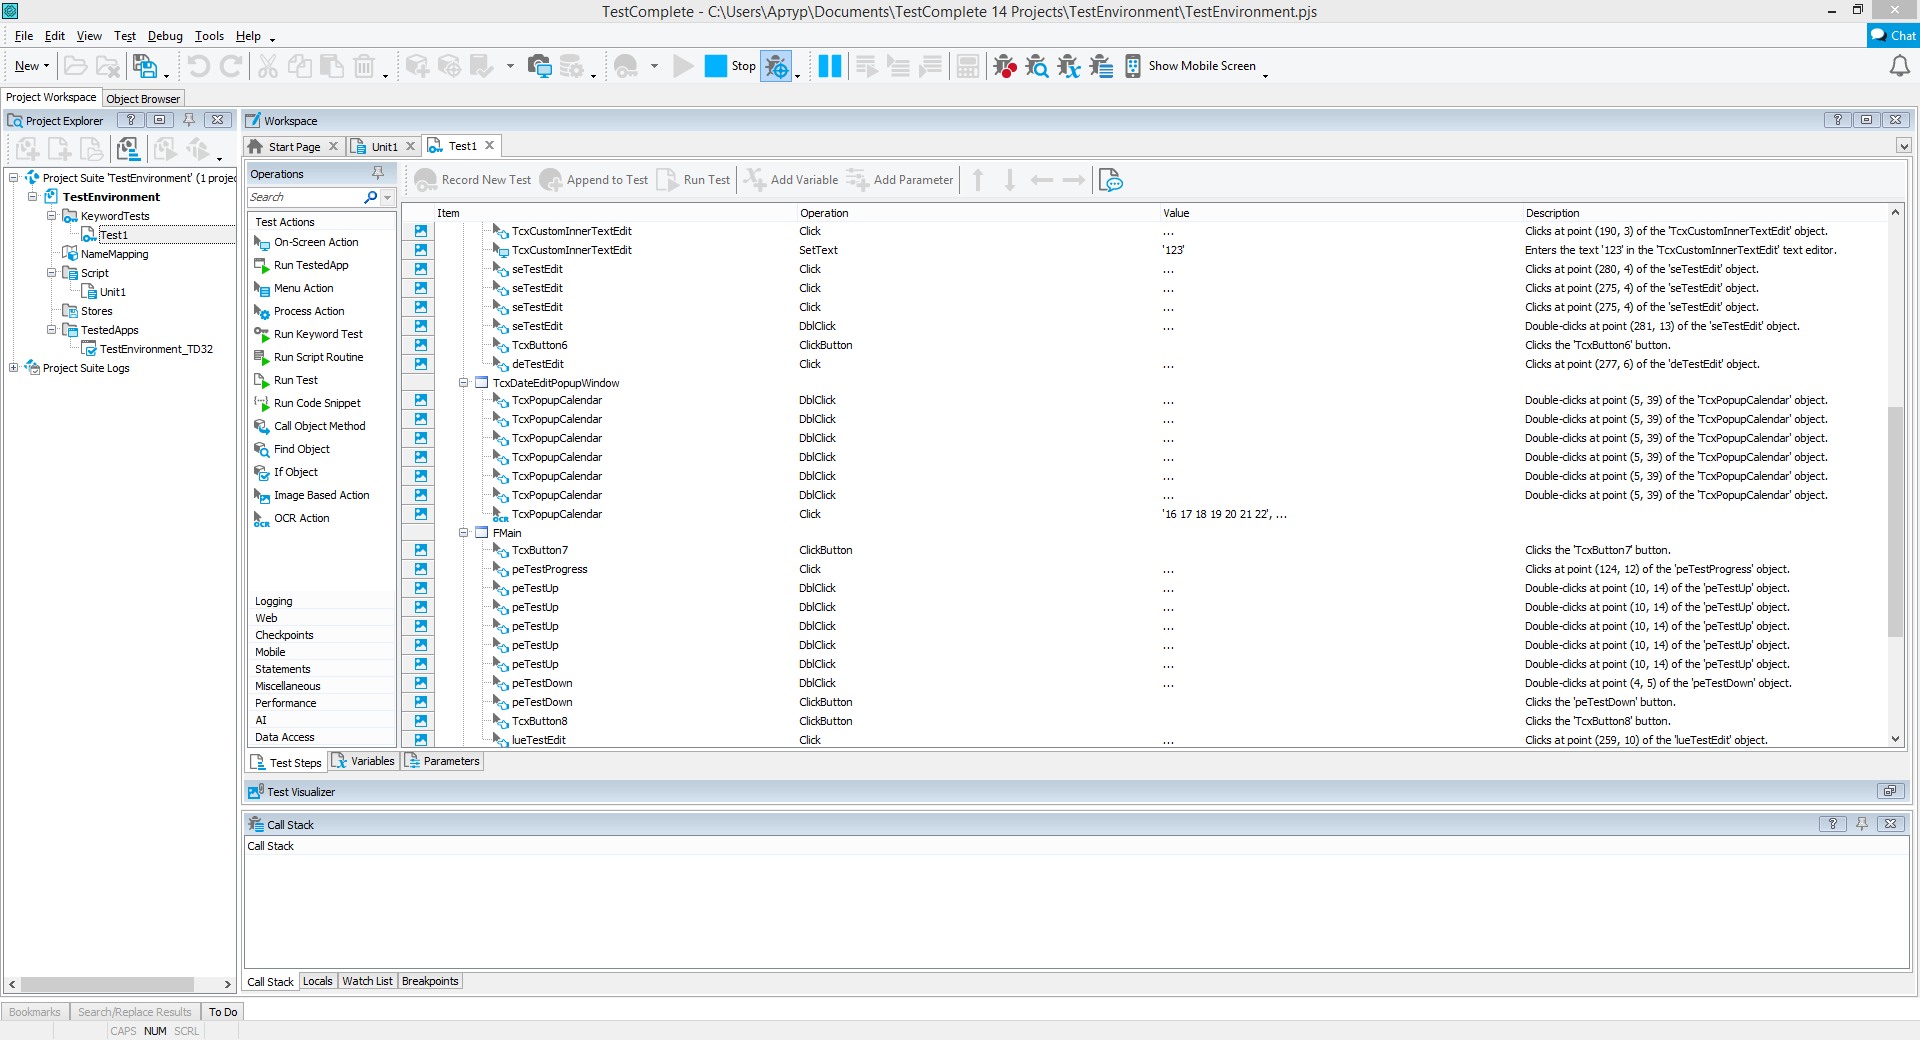 TestComplete - C:\Users\Артур\Documents\TestComplete 14 Projects\TestEnvironment\TestEnvironment.pjs
File Edit View Test Debug Tools Help
Chat
New Stop Show Mobile Screen
Project Workspace Object Browser
Project Explorer
Workspace
Start Page Unit1 Test1
Project Suite 'TestEnvironment' (1 projec
TestEnvironment
KeywordTests
Test1
NameMapping
Script
Unit1
Stores
TestedApps
TestEnvironment_TD32
Project Suite Logs
Operations
Search
Test Actions
On-Screen Action
Run TestedApp
Menu Action
Process Action
Run Keyword Test
Run Script Routine
Run Test
Run Code Snippet
Call Object Method
Find Object
If Object
Image Based Action
OCR Action
Logging
Web
Checkpoints
Mobile
Statements
Miscellaneous
Performance
AI
Data Access
Record New Test Append to Test Run Test Add Variable Add Parameter
Item Operation Value Description
TcxCustomInnerTextEdit Click ... Clicks at point (190, 3) of the 'TcxCustomInnerTextEdit' object.
TcxCustomInnerTextEdit SetText '123' Enters the text '123' in the 'TcxCustomInnerTextEdit' text editor.
seTestEdit Click ... Clicks at point (280, 4) of the 'seTestEdit' object.
seTestEdit Click ... Clicks at point (275, 4) of the 'seTestEdit' object.
seTestEdit Click ... Clicks at point (275, 4) of the 'seTestEdit' object.
seTestEdit DblClick ... Double-clicks at point (281, 13) of the 'seTestEdit' object.
TcxButton6 ClickButton Clicks the 'TcxButton6' button.
deTestEdit Click ... Clicks at point (277, 6) of the 'deTestEdit' object.
TcxDateEditPopupWindow
TcxPopupCalendar DblClick ... Double-clicks at point (5, 39) of the 'TcxPopupCalendar' object.
TcxPopupCalendar DblClick ... Double-clicks at point (5, 39) of the 'TcxPopupCalendar' object.
TcxPopupCalendar DblClick ... Double-clicks at point (5, 39) of the 'TcxPopupCalendar' object.
TcxPopupCalendar DblClick ... Double-clicks at point (5, 39) of the 'TcxPopupCalendar' object.
TcxPopupCalendar DblClick ... Double-clicks at point (5, 39) of the 'TcxPopupCalendar' object.
TcxPopupCalendar DblClick ... Double-clicks at point (5, 39) of the 'TcxPopupCalendar' object.
OCR TcxPopupCalendar Click '16 17 18 19 20 21 22', ...
FMain
TcxButton7 ClickButton Clicks the 'TcxButton7' button.
peTestProgress Click ... Clicks at point (124, 12) of the 'peTestProgress' object.
peTestUp DblClick ... Double-clicks at point (10, 14) of the 'peTestUp' object.
peTestUp DblClick ... Double-clicks at point (10, 14) of the 'peTestUp' object.
peTestUp DblClick ... Double-clicks at point (10, 14) of the 'peTestUp' object.
peTestUp DblClick ... Double-clicks at point (10, 14) of the 'peTestUp' object.
peTestUp DblClick ... Double-clicks at point (10, 14) of the 'peTestUp' object.
peTestDown DblClick ... Double-clicks at point (4, 5) of the 'peTestDown' object.
peTestDown ClickButton Clicks the 'peTestDown' button.
TcxButton8 ClickButton Clicks the 'TcxButton8' button.
lueTestEdit Click ... Clicks at point (259, 10) of the 'lueTestEdit' object.
Test Steps Variables Parameters
Test Visualizer
Call Stack
Call Stack
Call Stack Locals Watch List Breakpoints
Bookmarks Search/Replace Results To Do
CAPS NUM SCRL